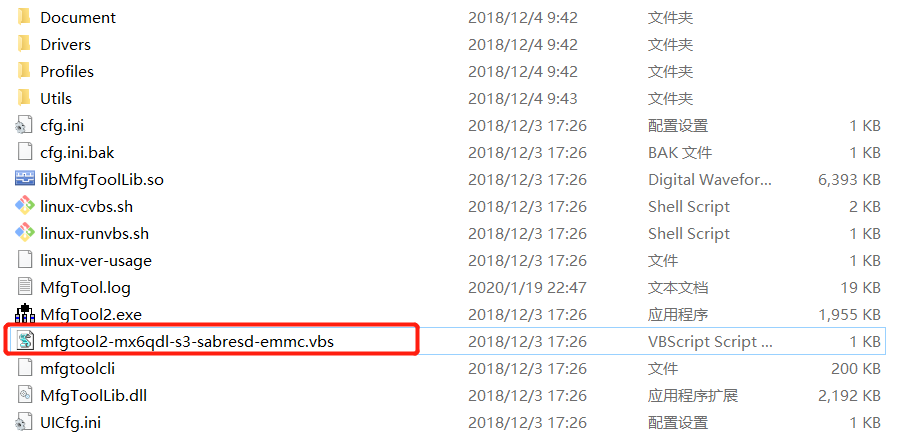 Document 2018/12/4 9:42 文件夹
Drivers 2018/12/4 9:42 文件夹
Profiles 2018/12/4 9:42 文件夹
Utils 2018/12/4 9:43 文件夹
cfg.ini 2018/12/3 17:26 配置设置 1 KB
cfg.ini.bak 2018/12/3 17:26 BAK 文件 1 KB
libMfgToolLib.so 2018/12/3 17:26 Digital Wavefor... 6,393 KB
linux-cvbs.sh 2018/12/3 17:26 Shell Script 2 KB
linux-runvbs.sh 2018/12/3 17:26 Shell Script 1 KB
linux-ver-usage 2018/12/3 17:26 文件 1 KB
MfgTool.log 2020/1/19 22:47 文本文档 19 KB
MfgTool2.exe 2018/12/3 17:26 应用程序 1,955 KB
mfgtool2-mx6qdl-s3-sabresd-emmc.vbs 2018/12/3 17:26 VBScript Script ... 1 KB
mfgtoolcli 2018/12/3 17:26 文件 200 KB
MfgToolLib.dll 2018/12/3 17:26 应用程序扩展 2,192 KB
UICfg.ini 2018/12/3 17:26 配置设置 1 KB